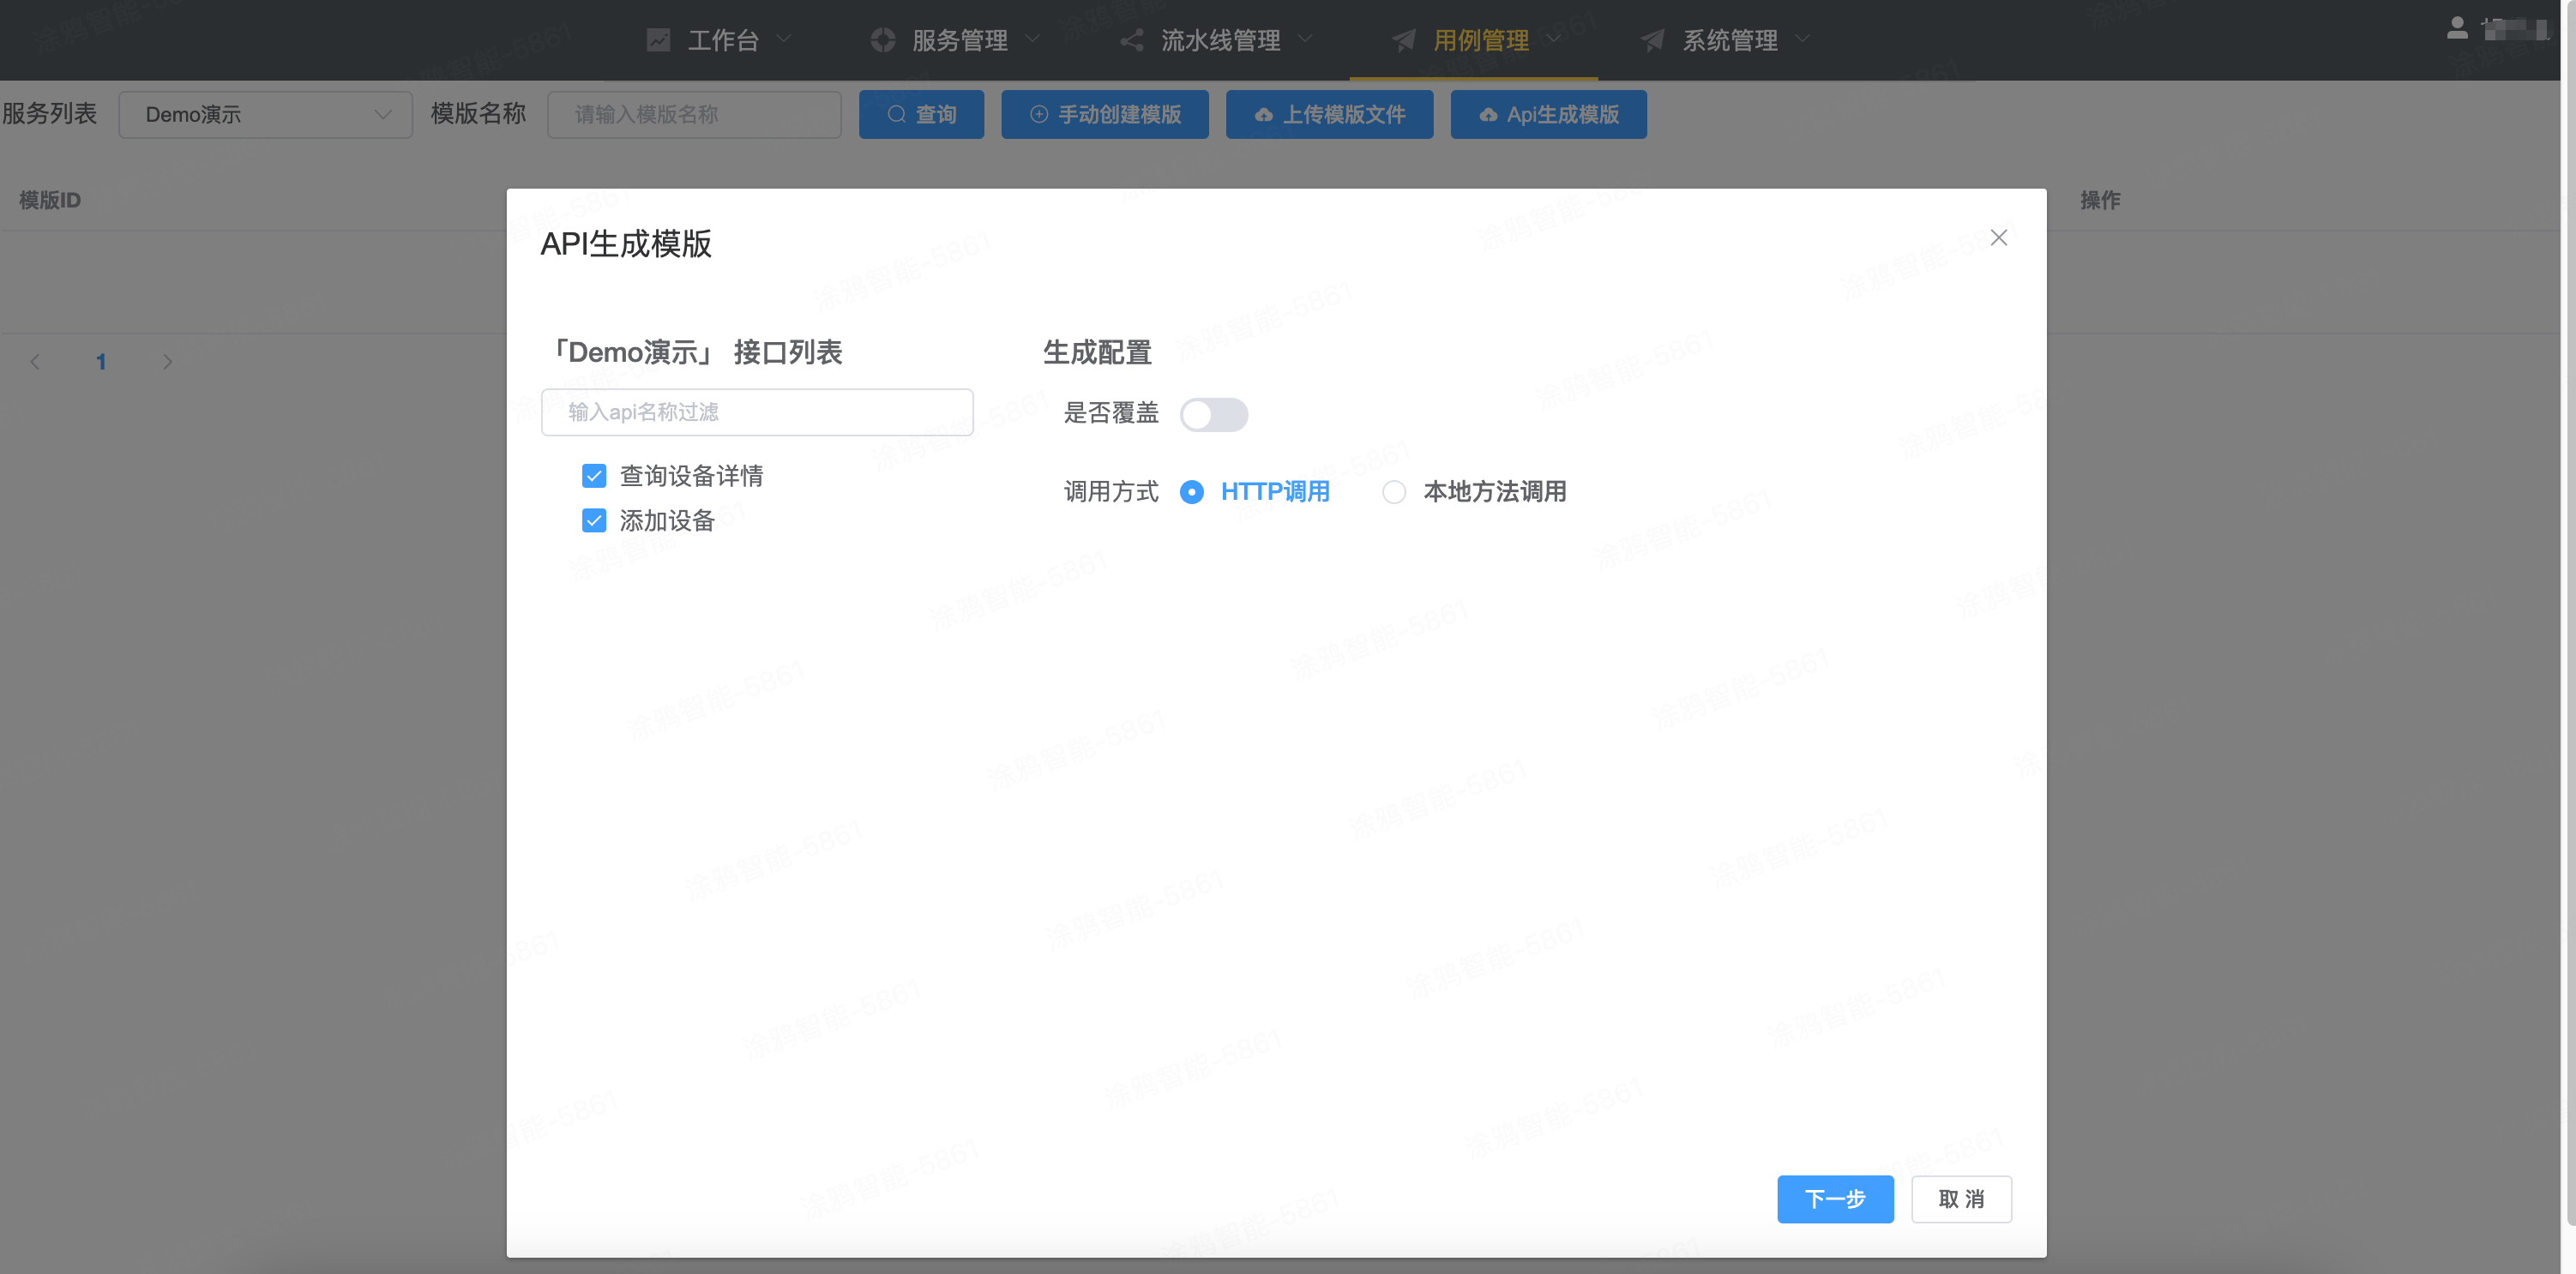 工作台 服务管理 流水线管理 用例管理 系统管理
服务列表 Demo演示 模版名称 请输入模版名称 查询 手动创建模版 上传模版文件 Api生成模版
模版ID 操作
API生成模版
1
「Demo演示」 接口列表
生成配置
输入api名称过滤
是否覆盖
查询设备详情
调用方式 HTTP调用 本地方法调用
添加设备
下一步 取 消
涂鸦智能-5861